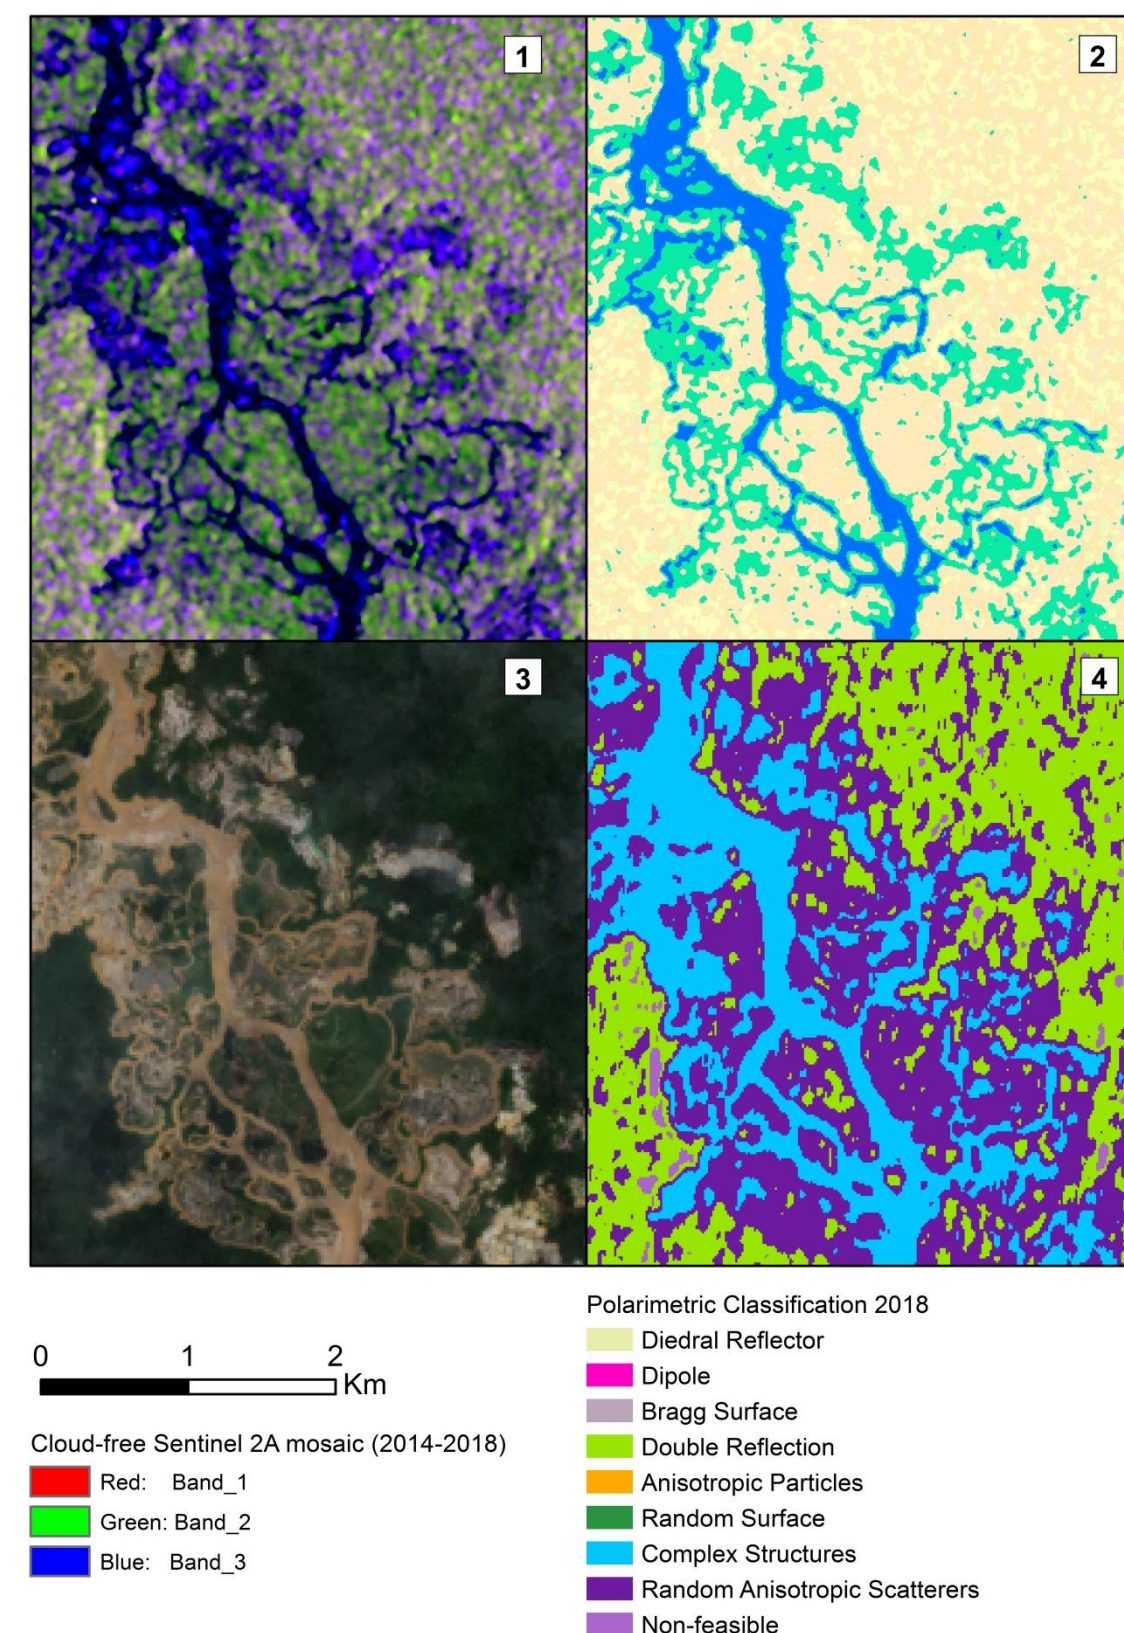 1
2
3
4
0 1 2
Km
Cloud-free Sentinel 2A mosaic (2014-2018)
Red: Band_1
Green: Band_2
Blue: Band_3
Polarimetric Classification 2018
Diedral Reflector
Dipole
Bragg Surface
Double Reflection
Anisotropic Particles
Random Surface
Complex Structures
Random Anisotropic Scatterers
Non-feasible